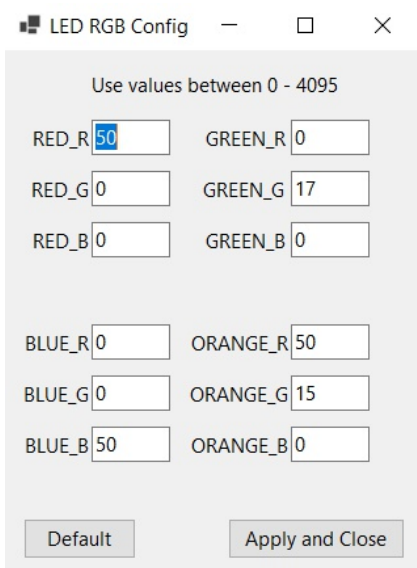 LED RGB Config
Use values between 0 - 4095
RED_R 50 GREEN_R 0
RED_G 0 GREEN_G 17
RED_B 0 GREEN_B 0
BLUE_R 0 ORANGE_R 50
BLUE_G 0 ORANGE_G 15
BLUE_B 50 ORANGE_B 0
Default Apply and Close